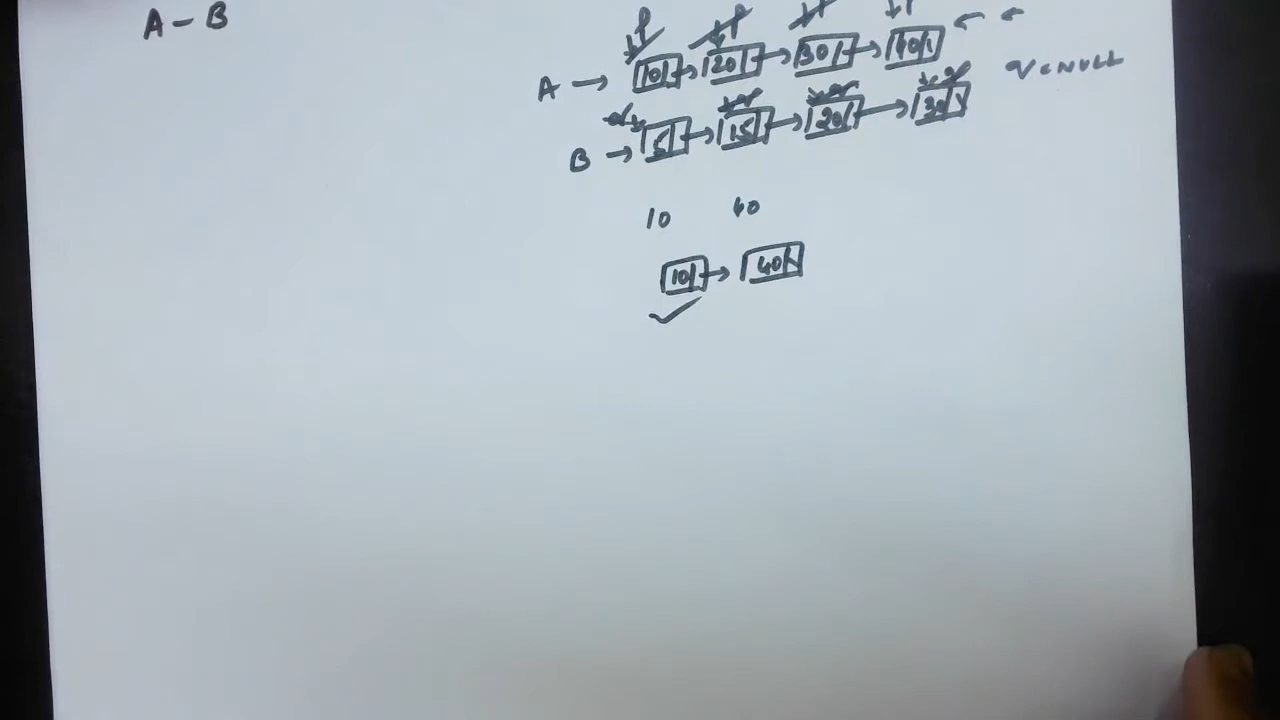 A - B
A → 10 → 20 → 30 → 40
q = NULL
B → 5 → 15 → 20 → 30
10 40
10 → 40